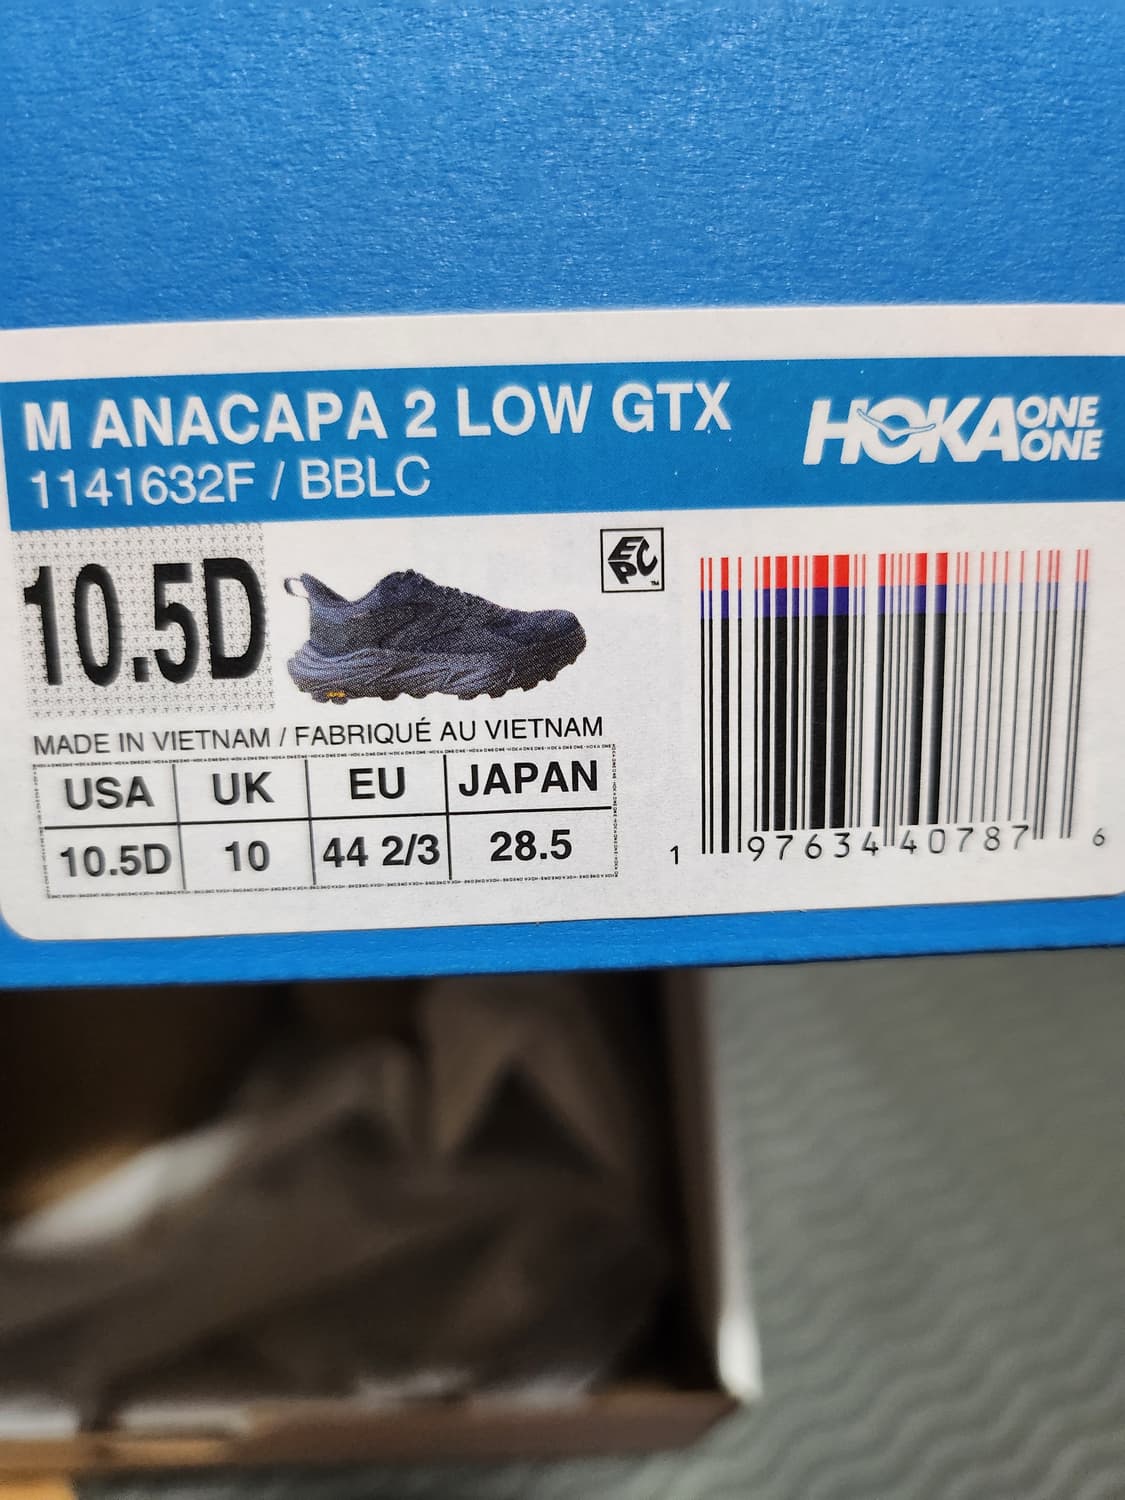 M ANACAPA 2 LOW GTX
1141632F / BBLC
HOKA ONE ONE
10.5D
EPC™
MADE IN VIETNAM / FABRIQUÉ AU VIETNAM
USA UK EU JAPAN
10.5D 10 44 2/3 28.5
1 97634 40787 6